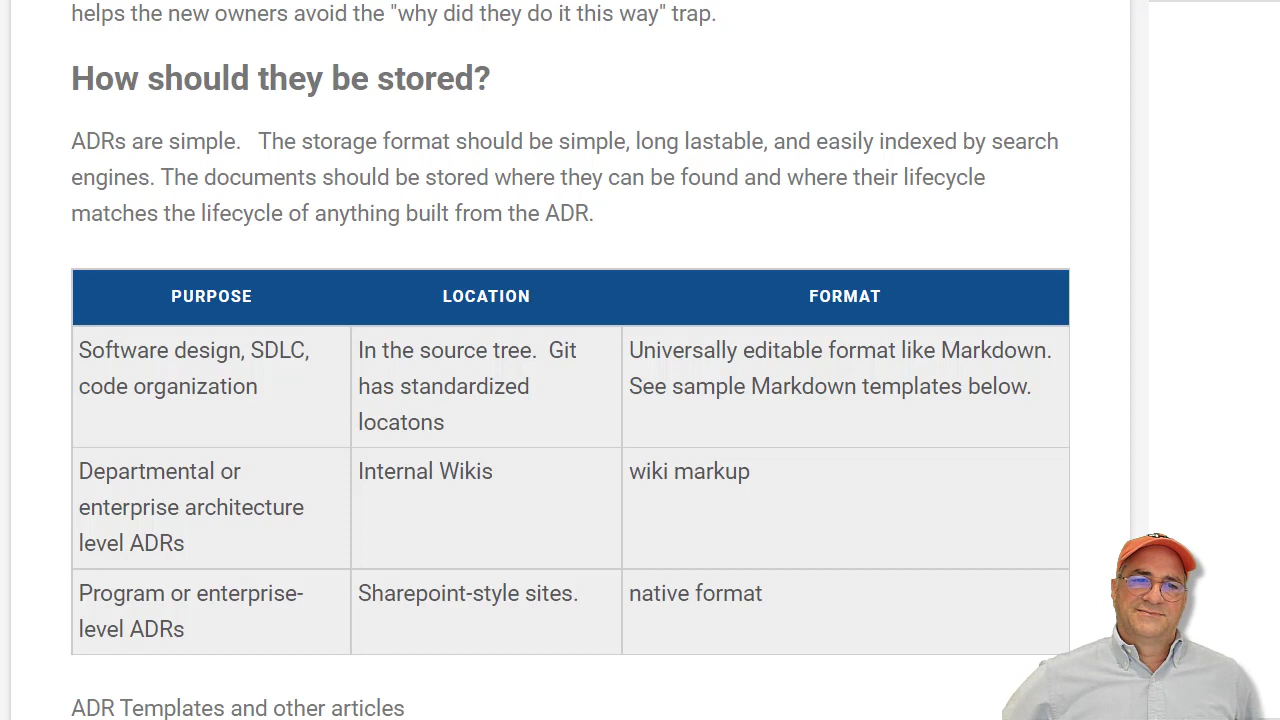 helps the new owners avoid the "why did they do it this way" trap.
How should they be stored?
ADRs are simple.   The storage format should be simple, long lastable, and easily indexed by search
engines. The documents should be stored where they can be found and where their lifecycle
matches the lifecycle of anything built from the ADR.
PURPOSE LOCATION FORMAT
Software design, SDLC,
code organization
In the source tree.  Git
has standardized
locatons
Universally editable format like Markdown.
See sample Markdown templates below.
Departmental or
enterprise architecture
level ADRs
Internal Wikis
wiki markup
Program or enterprise-
level ADRs
Sharepoint-style sites.
native format
ADR Templates and other articles